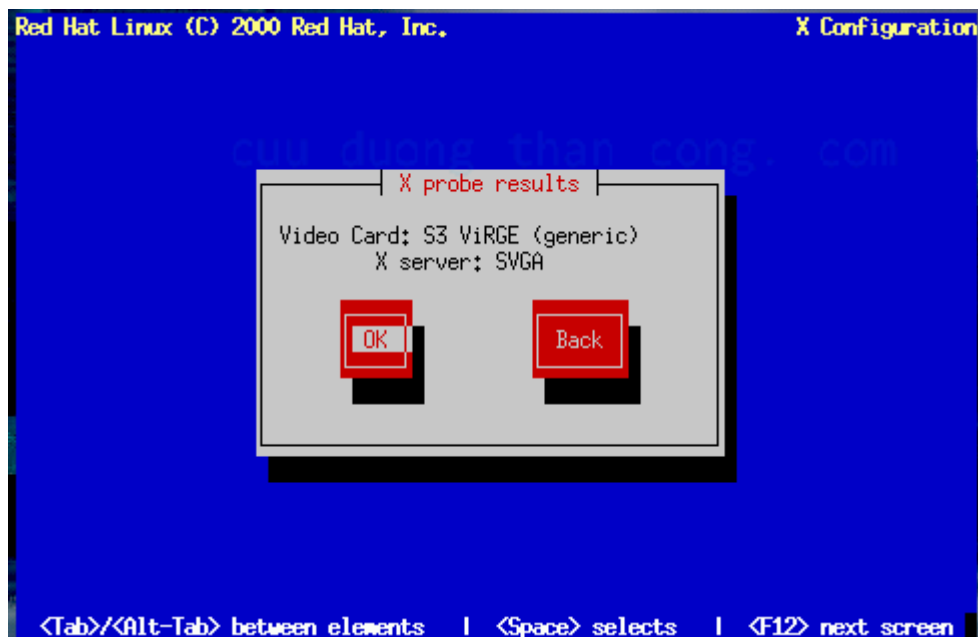 Red Hat Linux (C) 2000 Red Hat, Inc. X Configuration
cuu duong than cong. com
X probe results
Video Card: S3 ViRGE (generic)
X server: SVGA
OK Back
<Tab>/<Alt-Tab> between elements | <Space> selects | <F12> next screen